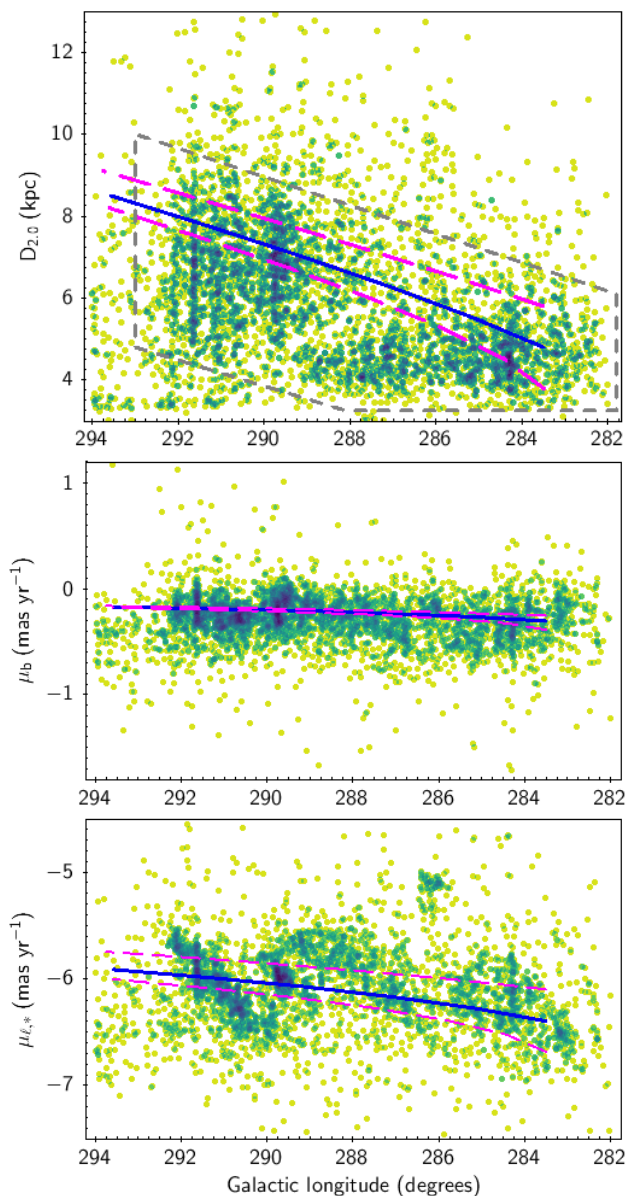 12
10
8
6
4
D2.0 (kpc)
294 292 290 288 286 284 282
1
0
−1
μb (mas yr−1)
294 292 290 288 286 284 282
−5
−6
−7
μℓ,* (mas yr−1)
294 292 290 288 286 284 282
Galactic longitude (degrees)